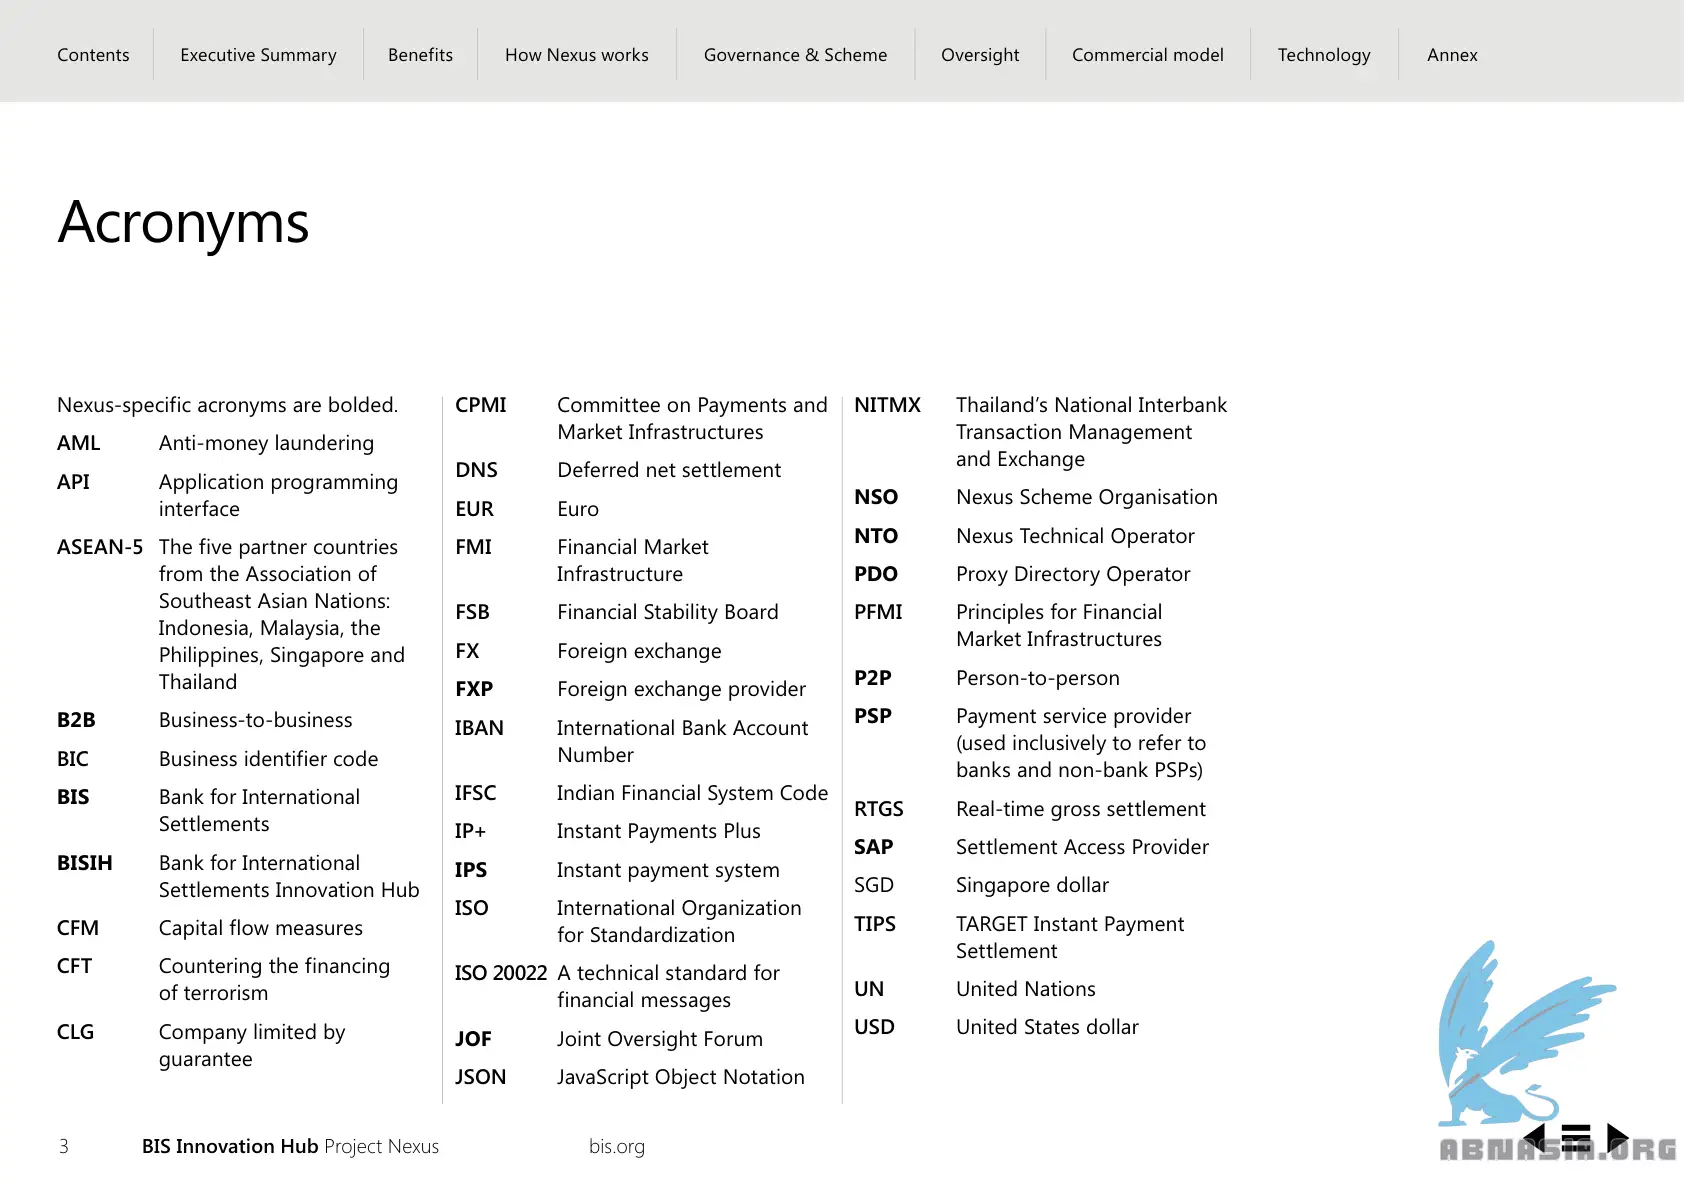 Contents
Executive Summary
Benefits
How Nexus works
Governance & Scheme
Oversight
Commercial model
Technology
Annex
Acronyms
Nexus-specific acronyms are bolded.
AML Anti-money laundering
API Application programming
interface
ASEAN-5 The five partner countries
from the Association of
Southeast Asian Nations:
Indonesia, Malaysia, the
Philippines, Singapore and
Thailand
B2B Business-to-business
BIC Business identifier code
BIS Bank for International
Settlements
BISIH Bank for International
Settlements Innovation Hub
CFM Capital flow measures
CFT Countering the financing
of terrorism
CLG Company limited by
guarantee
CPMI Committee on Payments and
Market Infrastructures
DNS Deferred net settlement
EUR Euro
FMI Financial Market
Infrastructure
FSB Financial Stability Board
FX Foreign exchange
FXP Foreign exchange provider
IBAN International Bank Account
Number
IFSC Indian Financial System Code
IP+ Instant Payments Plus
IPS Instant payment system
ISO International Organization
for Standardization
ISO 20022 A technical standard for
financial messages
JOF Joint Oversight Forum
JSON JavaScript Object Notation
NITMX Thailand’s National Interbank
Transaction Management
and Exchange
NSO Nexus Scheme Organisation
NTO Nexus Technical Operator
PDO Proxy Directory Operator
PFMI Principles for Financial
Market Infrastructures
P2P Person-to-person
PSP Payment service provider
(used inclusively to refer to
banks and non-bank PSPs)
RTGS Real-time gross settlement
SAP Settlement Access Provider
SGD Singapore dollar
TIPS TARGET Instant Payment
Settlement
UN United Nations
USD United States dollar
3 BIS Innovation Hub Project Nexus bis.org
ABNASIA.ORG